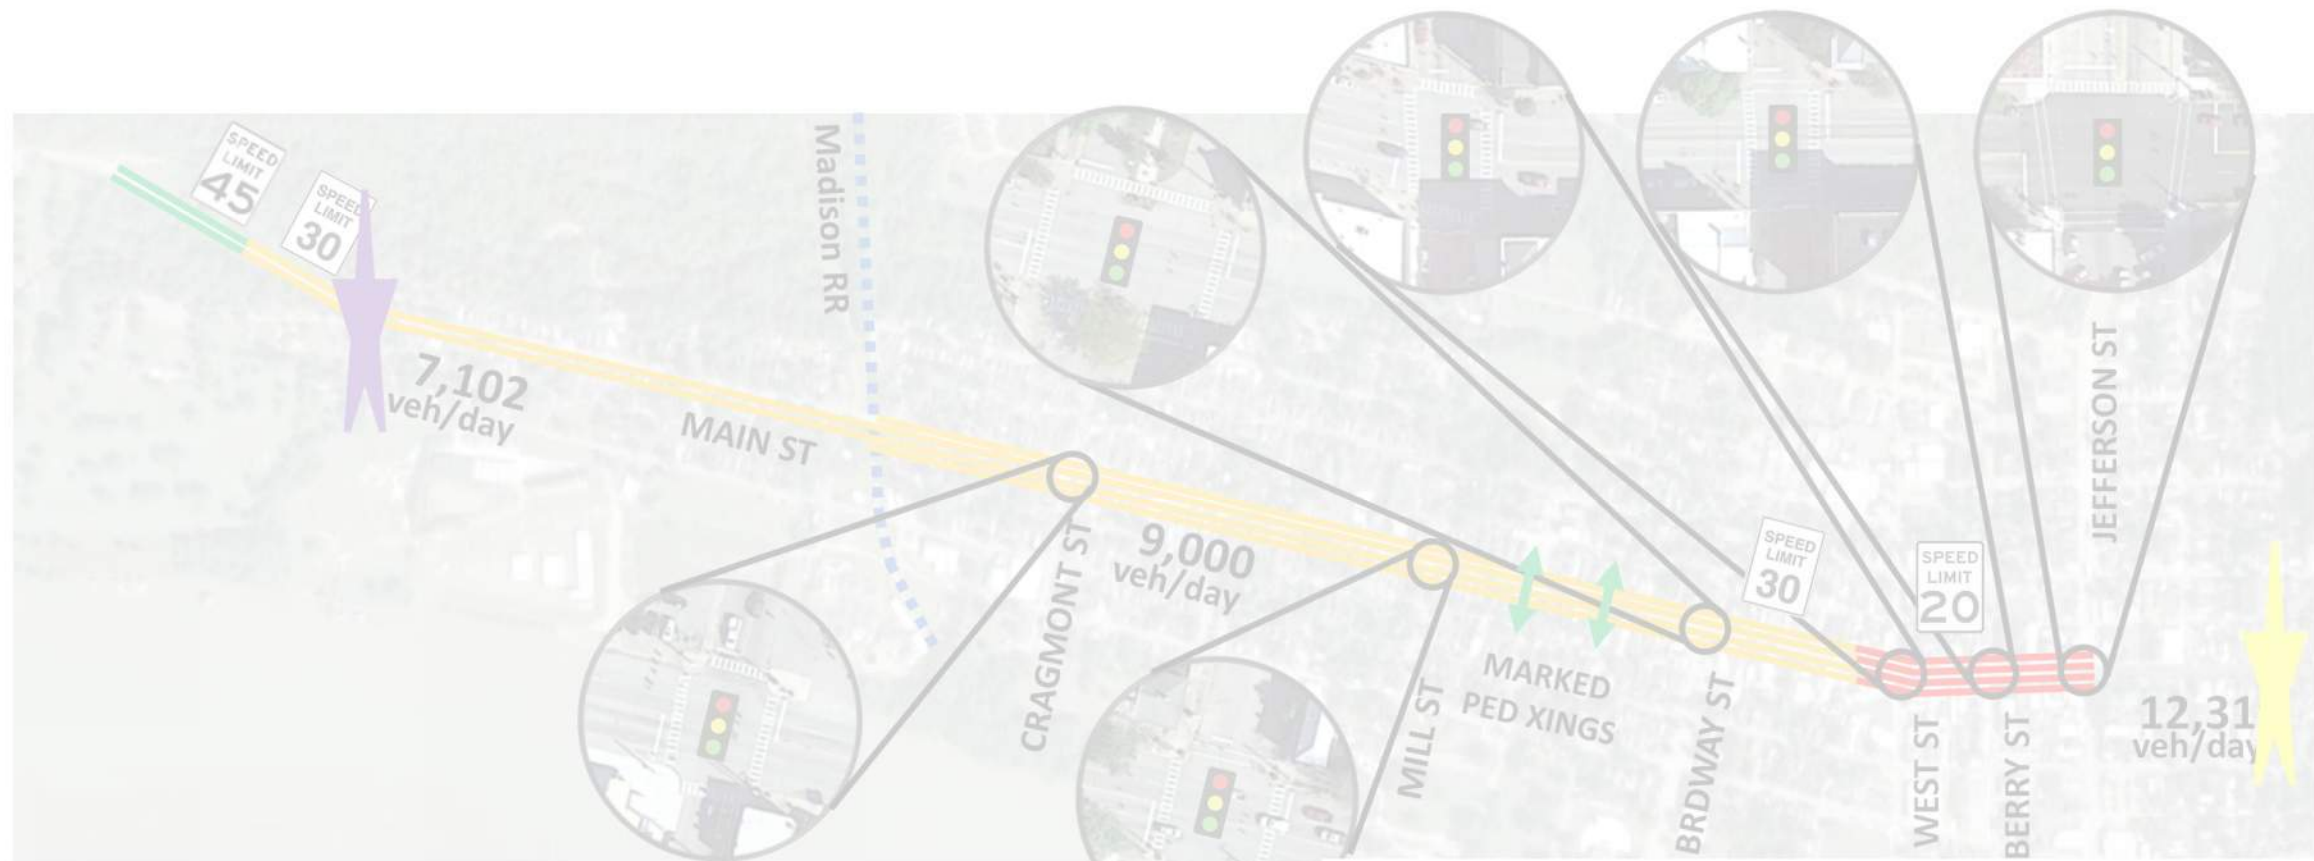 SPEED
LIMIT
45
SPEED
LIMIT
30
Madison RR
7,102
veh/day
MAIN ST
CRAGMONT ST
9,000
veh/day
MILL ST
MARKED
PED XINGS
BRDWAY ST
SPEED
LIMIT
30
SPEED
LIMIT
20
WEST ST
BERRY ST
JEFFERSON ST
12,31
veh/day